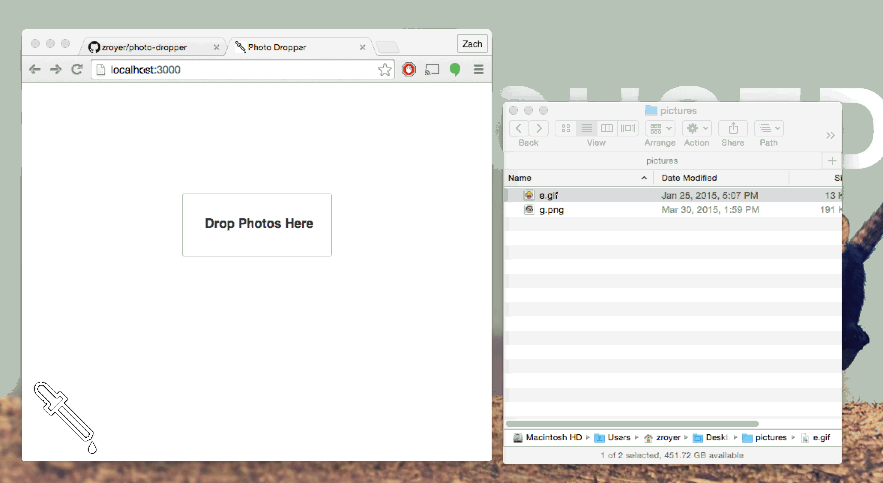 zroyer/photo-dropper
Photo Dropper
Zach
localhost:3000
Drop Photos Here
pictures
Back
View
Arrange
Action
Share
Path
pictures
Name
Date Modified
e.gif
Jan 26, 2015, 5:07 PM
13 K
g.png
Mar 30, 2015, 1:59 PM
191 K
Macintosh HD
Users
zroyer
Deskt
pictures
e.gif
1 of 2 selected, 451.72 GB available